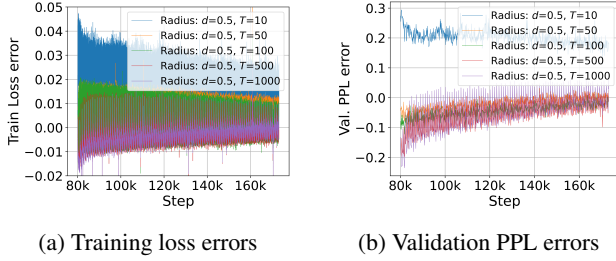 0.05
0.04
0.03
0.02
0.01
0.00
−0.01
−0.02
Train Loss error
Radius: d=0.5, T=10
Radius: d=0.5, T=50
Radius: d=0.5, T=100
Radius: d=0.5, T=500
Radius: d=0.5, T=1000
80k 100k 120k 140k 160k
Step
(a) Training loss errors
0.3
0.2
0.1
0.0
−0.1
−0.2
Val. PPL error
Radius: d=0.5, T=10
Radius: d=0.5, T=50
Radius: d=0.5, T=100
Radius: d=0.5, T=500
Radius: d=0.5, T=1000
80k 100k 120k 140k 160k
Step
(b) Validation PPL errors